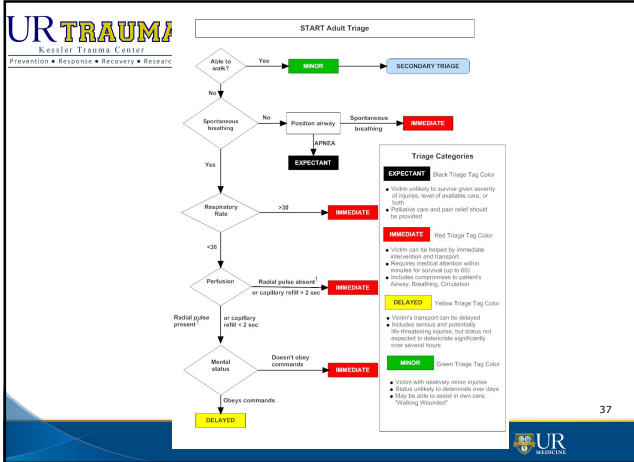 UR TRAUMA
Kessler Trauma Center
Prevention • Response • Recovery • Researc
START Adult Triage
Able to
walk?
Yes
MINOR
SECONDARY TRIAGE
No
Spontaneous
breathing
No
Position airway
Spontaneous
breathing
IMMEDIATE
APNEA
EXPECTANT
Yes
Respiratory
Rate
>30
IMMEDIATE
<30
Perfusion
Radial pulse absent†
or capillary refill > 2 sec
IMMEDIATE
Radial pulse
present†
or capillary
refill < 2 sec
Mental
status
Doesn't obey
commands
IMMEDIATE
Obeys commands
DELAYED
Triage Categories
EXPECTANT Black Triage Tag Color
• Victim unlikely to survive given severity
of injuries, level of available care, or
both
• Palliative care and pain relief should
be provided
IMMEDIATE Red Triage Tag Color
• Victim can be helped by immediate
intervention and transport
• Requires medical attention within
minutes for survival (up to 60)
• Includes compromises to patient's
Airway, Breathing, Circulation
DELAYED Yellow Triage Tag Color
• Victim's transport can be delayed
• Includes serious and potentially
life-threatening injuries, but status not
expected to deteriorate significantly
over several hours
MINOR Green Triage Tag Color
• Victim with relatively minor injuries
• Status unlikely to deteriorate over days
• May be able to assist in own care:
"Walking Wounded"
37
UR
MEDICINE